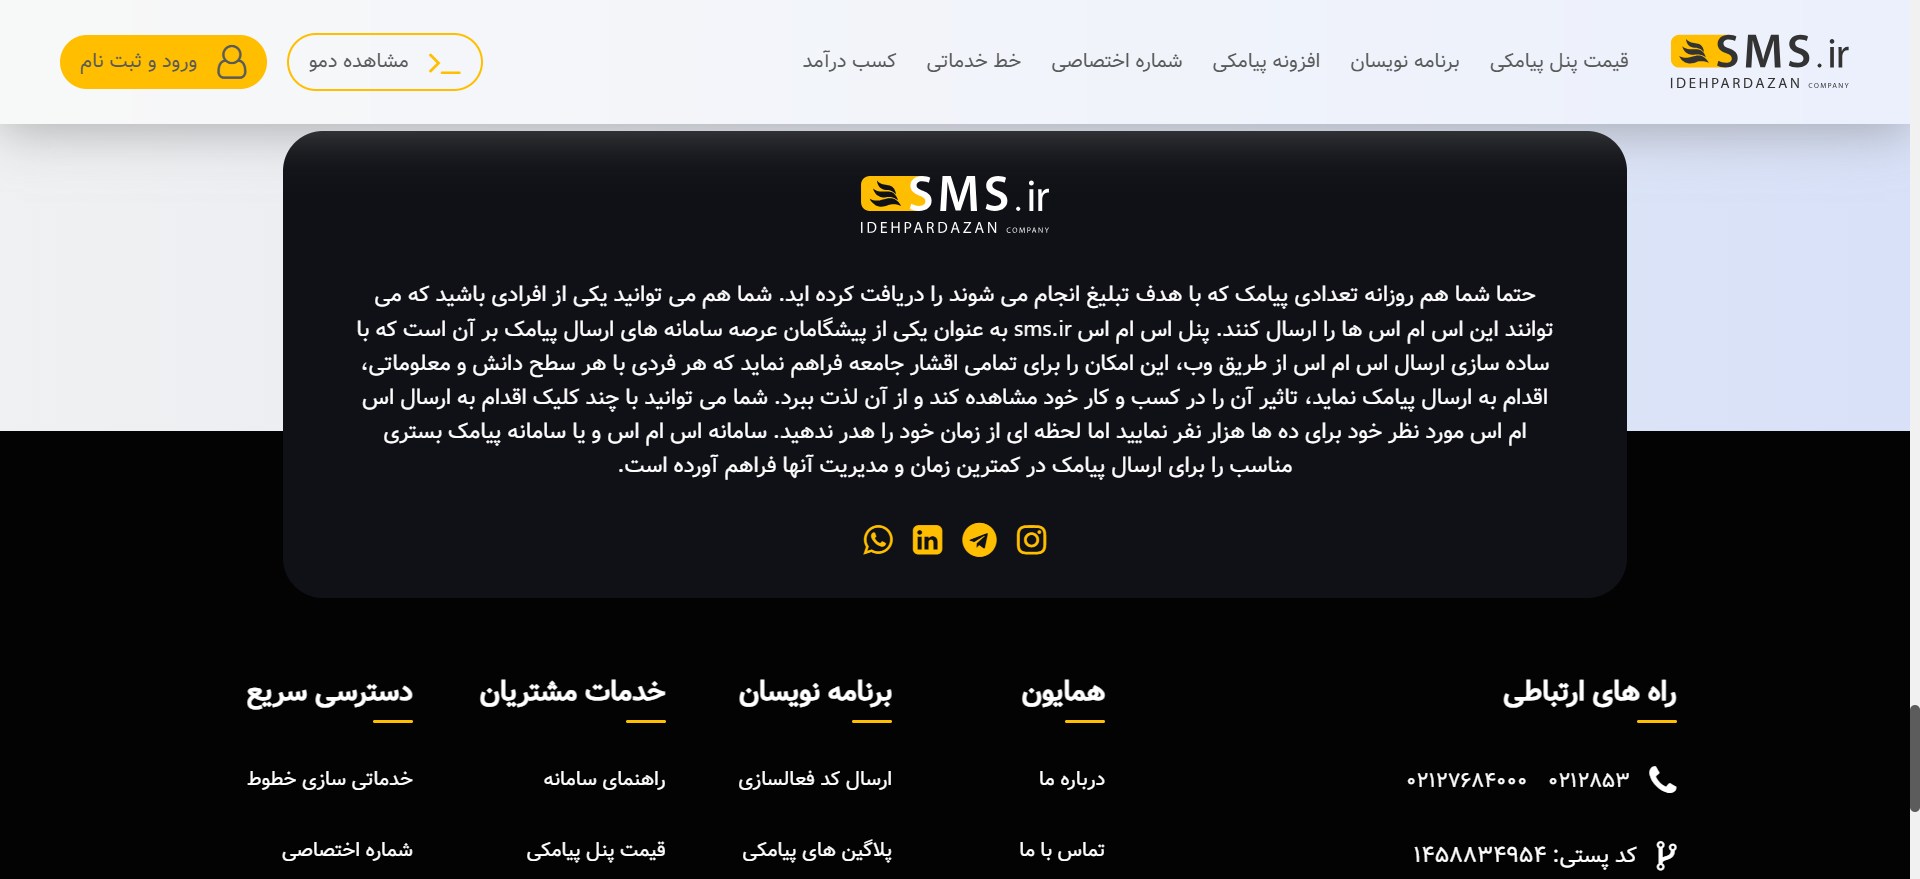 SMS.ir
IDEHPARDAZAN COMPANY
قیمت پنل پیامکی
برنامه نویسان
افزونه پیامکی
شماره اختصاصی
خط خدماتی
کسب درآمد
مشاهده دمو
ورود و ثبت نام
SMS.ir
IDEHPARDAZAN COMPANY
حتما شما هم روزانه تعدادی پیامک که با هدف تبلیغ انجام می شوند را دریافت کرده اید. شما هم می توانید یکی از افرادی باشید که می
توانند این اس ام اس ها را ارسال کنند. پنل اس ام اس sms.ir به عنوان یکی از پیشگامان عرصه سامانه های ارسال پیامک بر آن است که با
ساده سازی ارسال اس ام اس از طریق وب، این امکان را برای تمامی اقشار جامعه فراهم نماید که هر فردی با هر سطح دانش و معلوماتی،
اقدام به ارسال پیامک نماید، تاثیر آن را در کسب و کار خود مشاهده کند و از آن لذت ببرد. شما می توانید با چند کلیک اقدام به ارسال اس
ام اس مورد نظر خود برای ده ها هزار نفر نمایید اما لحظه ای از زمان خود را هدر ندهید. سامانه اس ام اس و یا سامانه پیامک بستری
مناسب را برای ارسال پیامک در کمترین زمان و مدیریت آنها فراهم آورده است.
راه های ارتباطی
۰۲۱۲۸۵۳ ۰۲۱۲۷۶۸۴۰۰۰
کد پستی: ۱۴۵۸۸۳۴۹۵۴
همایون
درباره ما
تماس با ما
برنامه نویسان
ارسال کد فعالسازی
پلاگین های پیامکی
خدمات مشتریان
راهنمای سامانه
قیمت پنل پیامکی
دسترسی سریع
خدماتی سازی خطوط
شماره اختصاصی